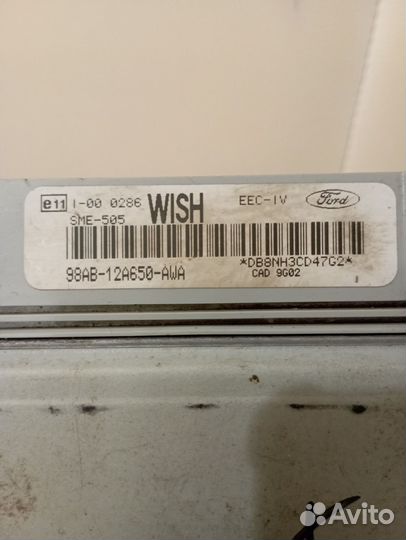 e11 I-00 0286 WISH EEC-IV Ford
SME-505
98AB-12A650-AWA *DB8NH3CD47G2*
CAD 9G02
Avito